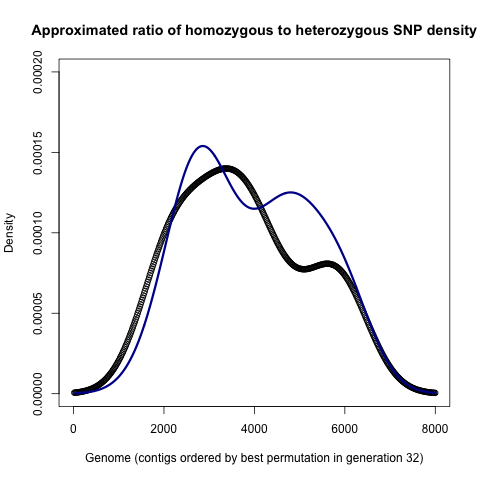 Approximated ratio of homozygous to heterozygous SNP density
0.00020
0.00015
0.00010
0.00005
0.00000
Density
0 2000 4000 6000 8000
Genome (contigs ordered by best permutation in generation 32)